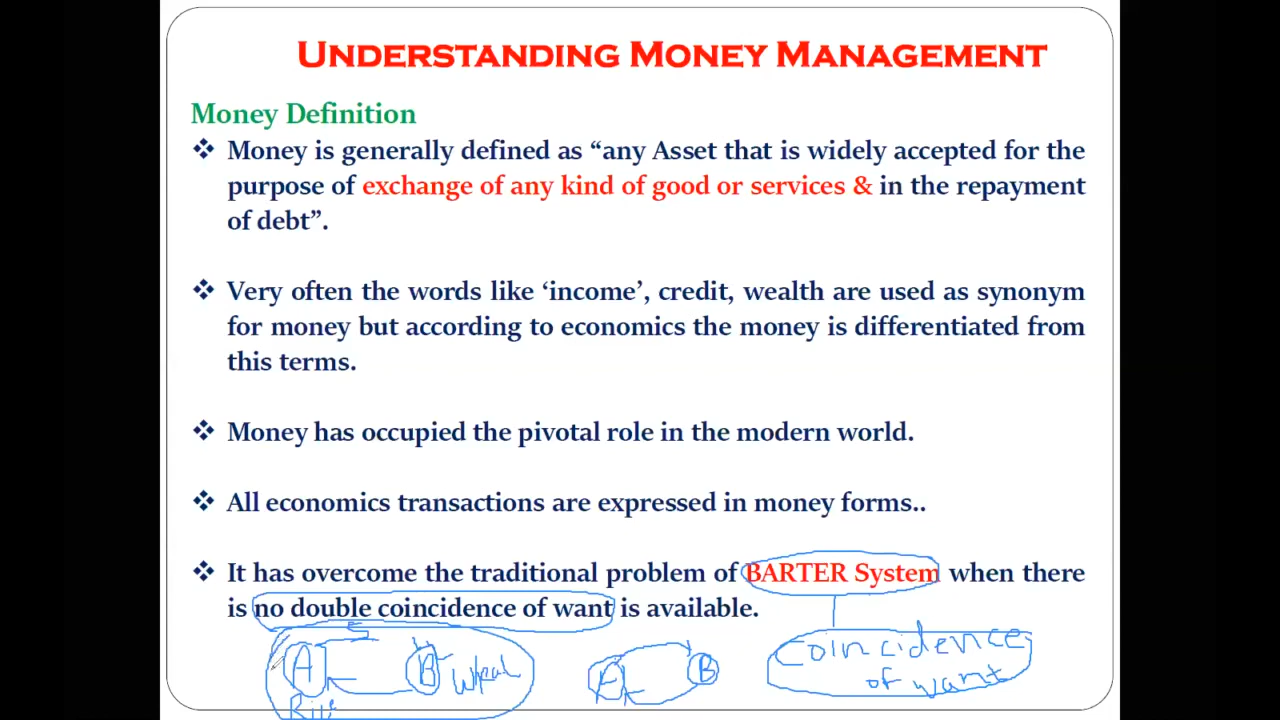 UNDERSTANDING MONEY MANAGEMENT
Money Definition
❖ Money is generally defined as “any Asset that is widely accepted for the
purpose of exchange of any kind of good or services & in the repayment
of debt”.
❖ Very often the words like ‘income’, credit, wealth are used as synonym
for money but according to economics the money is differentiated from
this terms.
❖ Money has occupied the pivotal role in the modern world.
❖ All economics transactions are expressed in money forms..
❖ It has overcome the traditional problem of BARTER System when there
is no double coincidence of want is available.
A B B Coincidence
of want